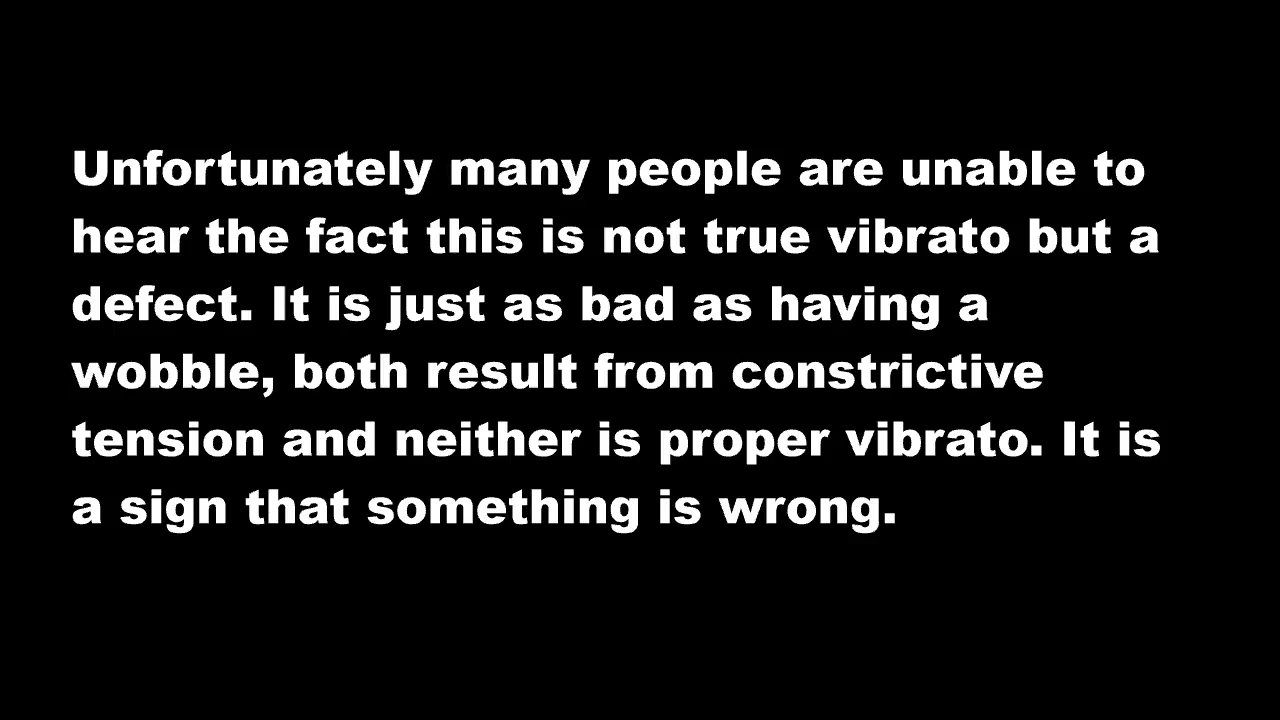 Unfortunately many people are unable to
hear the fact this is not true vibrato but a
defect. It is just as bad as having a
wobble, both result from constrictive
tension and neither is proper vibrato. It is
a sign that something is wrong.